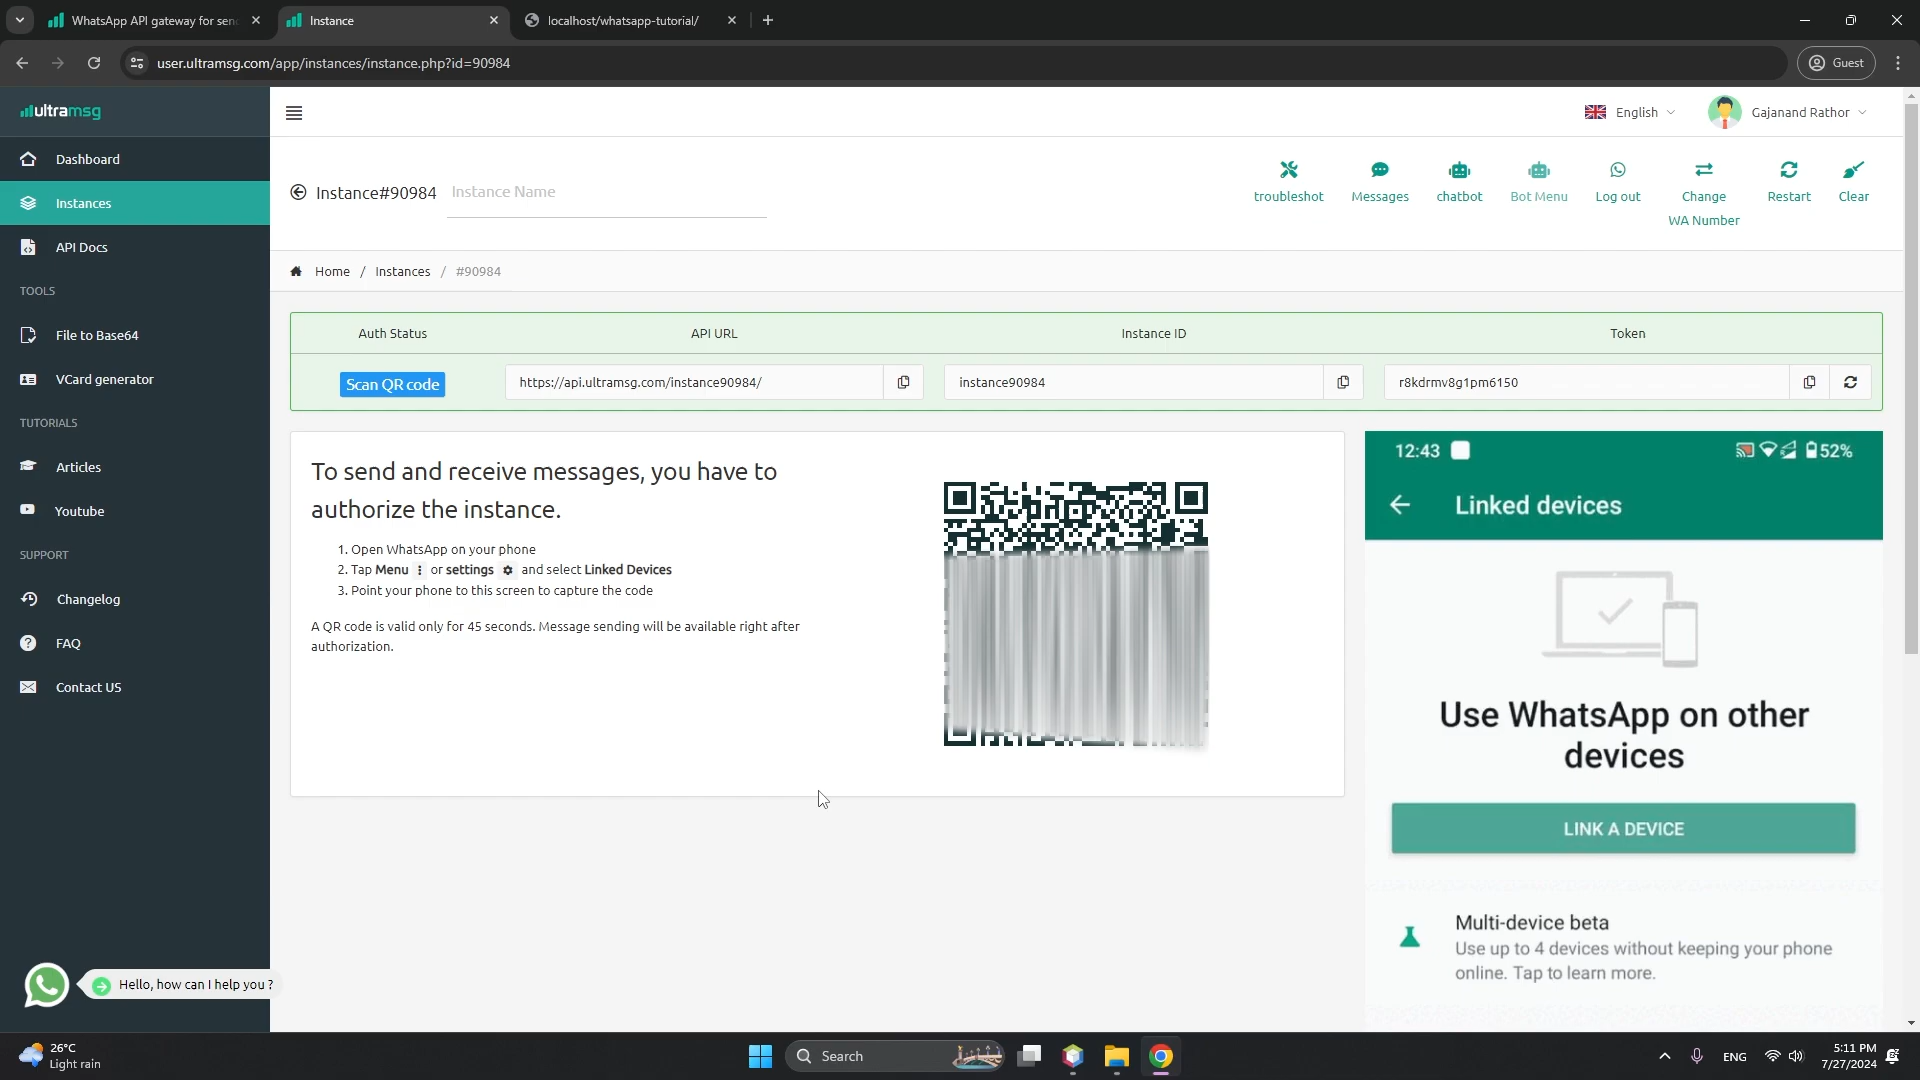 WhatsApp API gateway for sen
Instance
localhost/whatsapp-tutorial/
user.ultramsg.com/app/instances/instance.php?id=90984
Guest
ultramsg
English
Gajanand Rathor
Dashboard
Instances
API Docs
TOOLS
File to Base64
VCard generator
TUTORIALS
Articles
Youtube
SUPPORT
Changelog
FAQ
Contact US
Hello, how can I help you ?
Instance#90984
Instance Name
troubleshot
Messages
chatbot
Bot Menu
Log out
Change
WA Number
Restart
Clear
Home / Instances / #90984
Auth Status
API URL
Instance ID
Token
Scan QR code
https://api.ultramsg.com/instance90984/
instance90984
r8kdrmv8g1pm6150
To send and receive messages, you have to
authorize the instance.
1. Open WhatsApp on your phone
2. Tap Menu or settings and select Linked Devices
3. Point your phone to this screen to capture the code
A QR code is valid only for 45 seconds. Message sending will be available right after
authorization.
12:43
52%
Linked devices
Use WhatsApp on other
devices
LINK A DEVICE
Multi-device beta
Use up to 4 devices without keeping your phone
online. Tap to learn more.
26°C
Light rain
Search
ENG
5:11 PM
7/27/2024